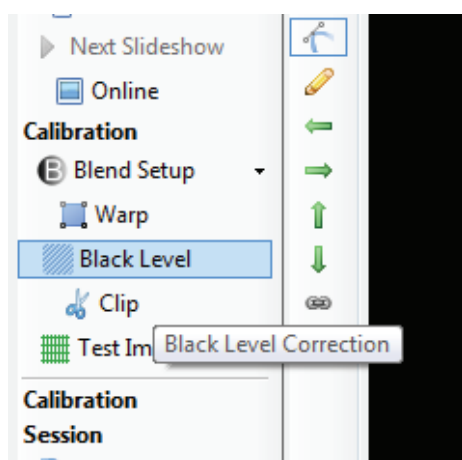 Next Slideshow
Online
Calibration
B Blend Setup
Warp
Black Level
Clip
Test Im
Black Level Correction
Calibration
Session